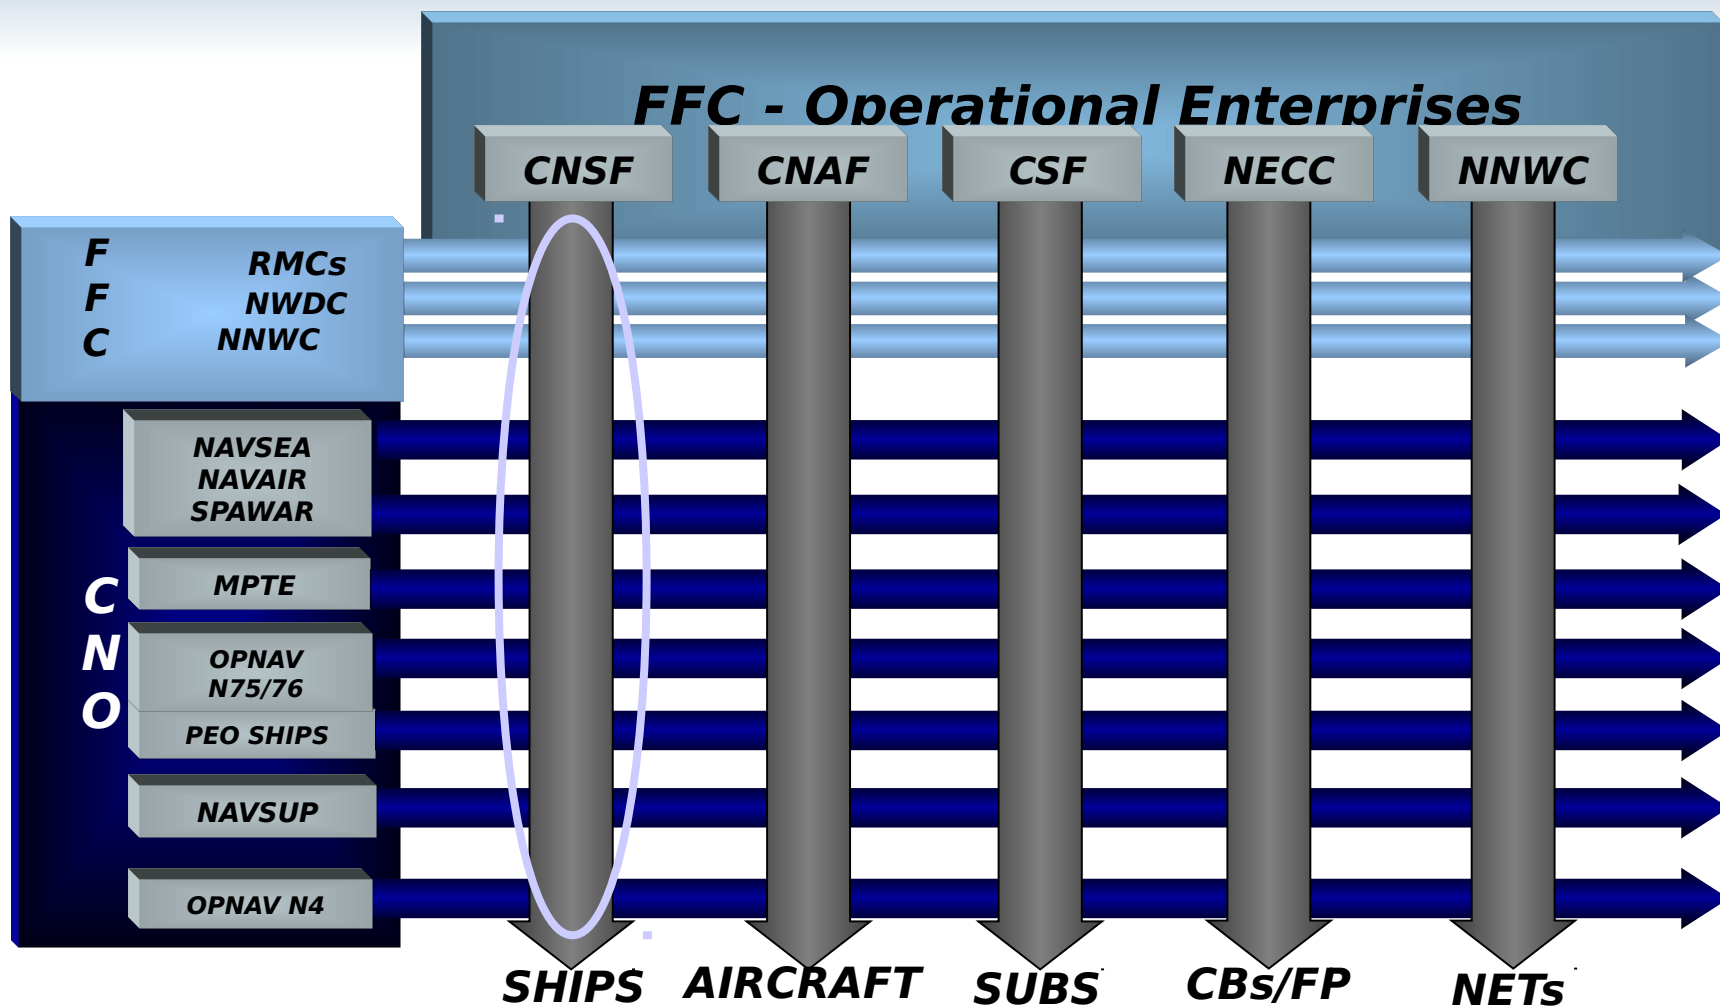 FFC - Operational Enterprises
CNSF
CNAF
CSF
NECC
NNWC
F
F
C
RMCs
NWDC
NNWC
C
N
O
NAVSEA
NAVAIR
SPAWAR
MPTE
OPNAV
N75/76
PEO SHIPS
NAVSUP
OPNAV N4
SHIPS
AIRCRAFT
SUBS
CBs/FP
NETs